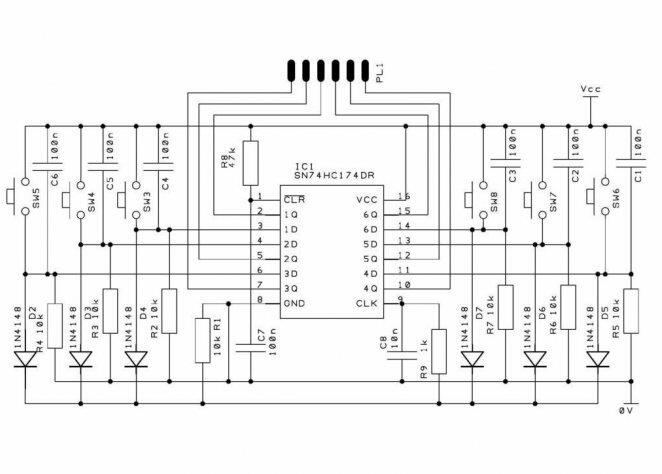 PL1
Vcc
R8
47k
IC1
SN74HC174DR
C6
100n
C5
100n
C4
100n
C3
100n
C2
100n
C1
100n
SW5
SW4
SW3
SW8
SW7
SW6
1 CLR VCC 16
2 1Q 6Q 15
3 1D 6D 14
4 2D 5D 13
5 2Q 5Q 12
6 3D 4D 11
7 3Q 4Q 10
8 GND CLK 9
1N4148
D2
R4 10k
1N4148
D3
R3 10k
1N4148
D4
R2 10k
10k R1
C7
100n
C8
10n
R9 1k
1N4148
D7
R7 10k
1N4148
D6
R6 10k
1N4148
D5
R5 10k
0V